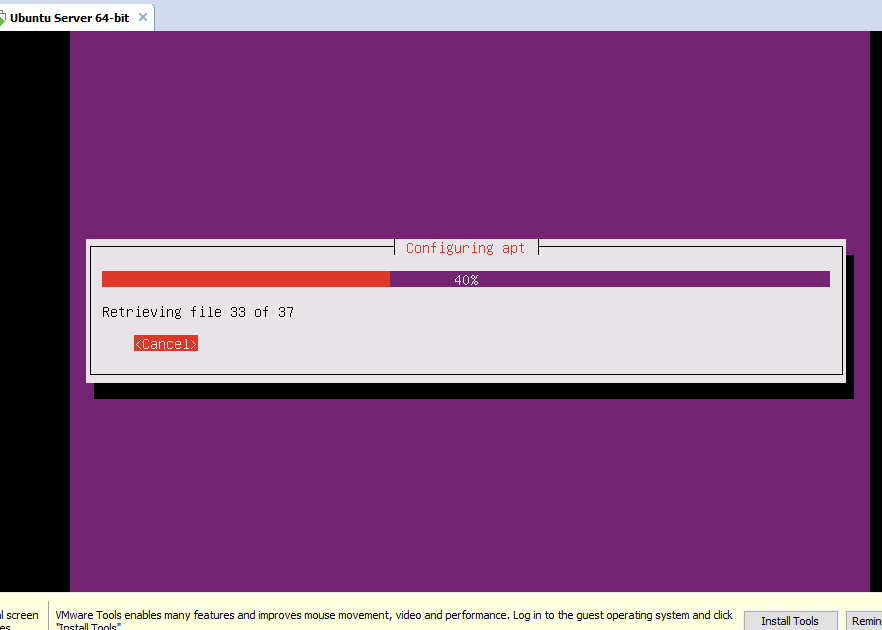 Ubuntu Server 64-bit
Configuring apt
40%
Retrieving file 33 of 37
<Cancel>
screen
VMware Tools enables many features and improves mouse movement, video and performance. Log in to the guest operating system and click
"Install Tools"
Install Tools
Remin